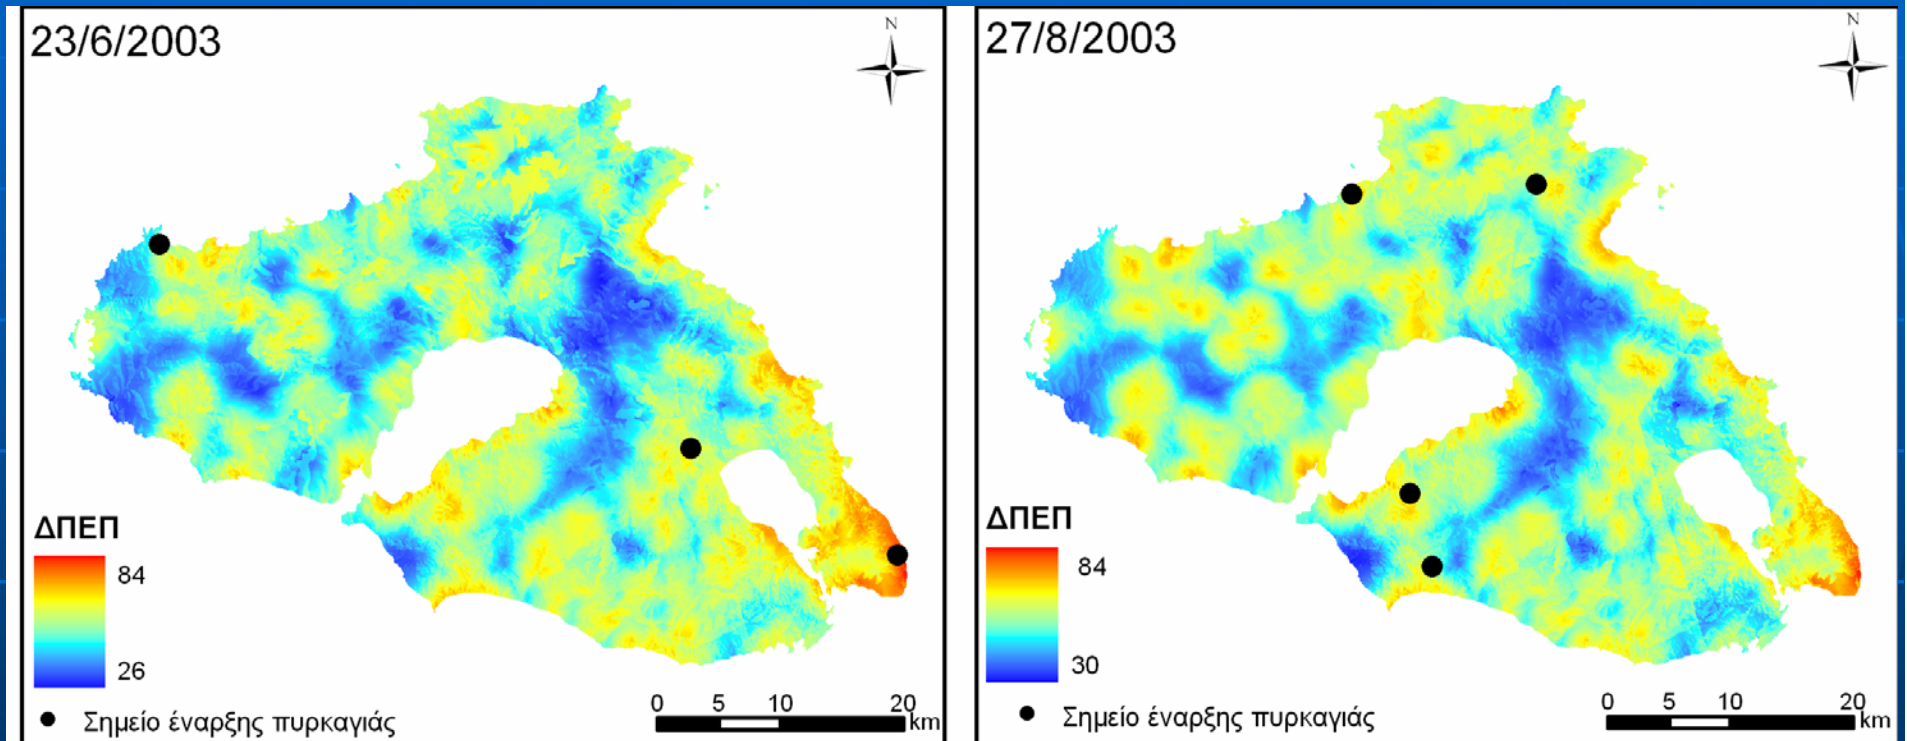 23/6/2003
N
ΔΠΕΠ
84
26
0 5 10 20
km
Σημείο έναρξης πυρκαγιάς
27/8/2003
N
ΔΠΕΠ
84
30
0 5 10 20
km
Σημείο έναρξης πυρκαγιάς